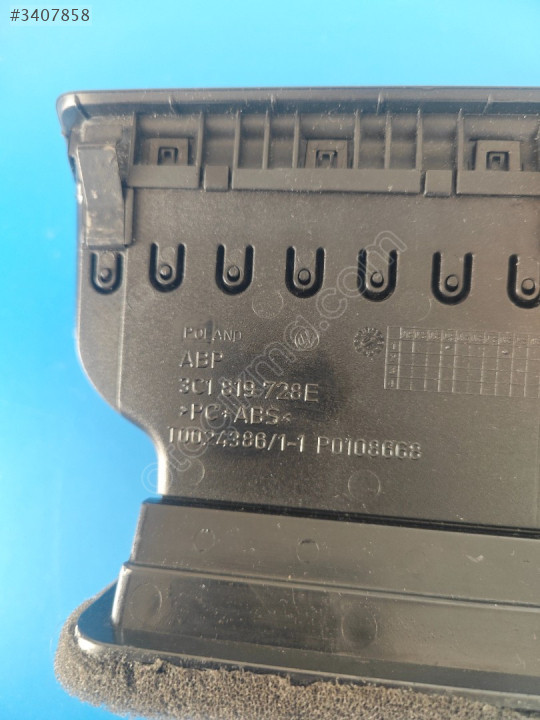 #3407858
POLAND
ABP
3C1 819 728E
>PC+ABS<
10024386/1-1 P0108668